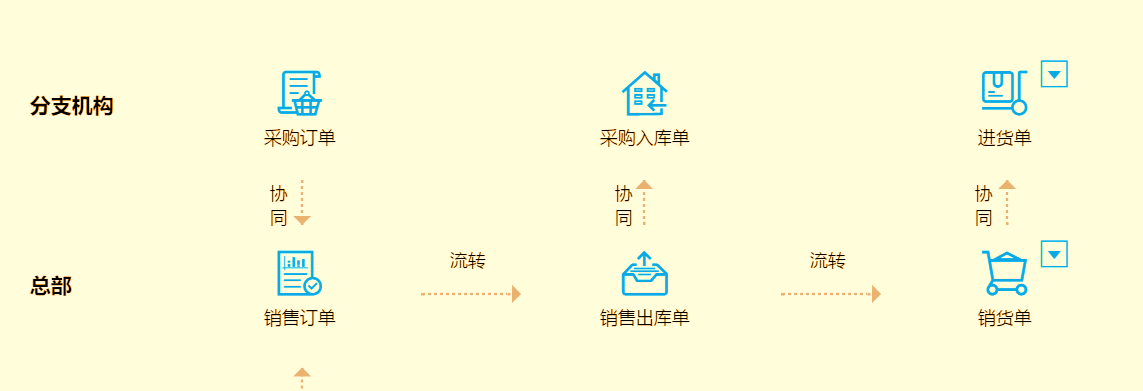 分支机构
采购订单
采购入库单
进货单
协
同
协
同
协
同
总部
流转
流转
销售订单
销售出库单
销货单